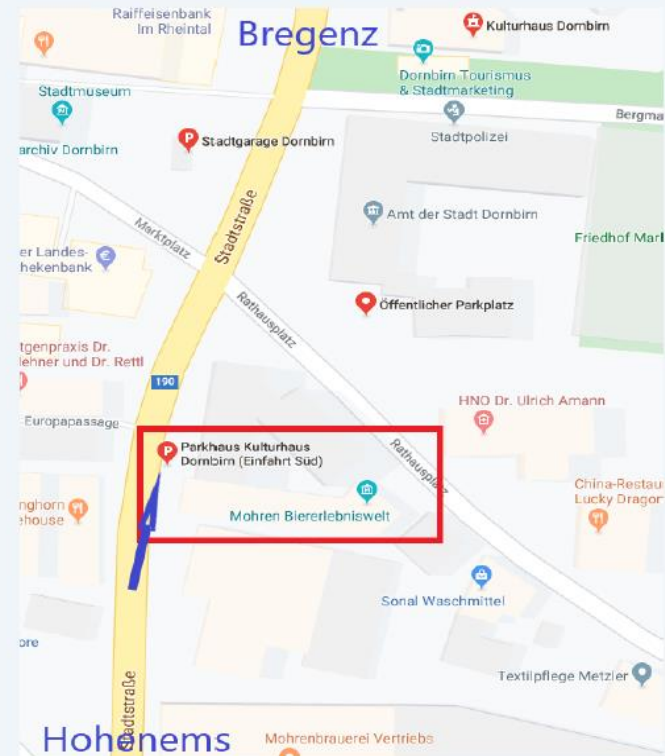 Raiffeisenbank
Im Rheintal
Bregenz
Kulturhaus Dornbirn
Dornbirn Tourismus
& Stadtmarketing
Stadtmuseum
Bergma
Stadtpolizei
P Stadtgarage Dornbirn
archiv Dornbirn
Stadtstraße
Marktplatz
Amt der Stadt Dornbirn
Friedhof Marl
er Landes-
hekenbank
€
Rathausplatz
Öffentlicher Parkplatz
tgenpraxis Dr.
lehner und Dr. Rettl
190
HNO Dr. Ulrich Amann
Europapassage
P Parkhaus Kulturhaus
Dornbirn (Einfahrt Süd)
Rathausplatz
China-Restau
Lucky Dragon
nghorn
ehouse
Mohren Biererlebniswelt
Sonal Waschmittel
ore
Textilpflege Metzler
Stadtstraße
Hohenems
Mohrenbrauerei Vertriebs